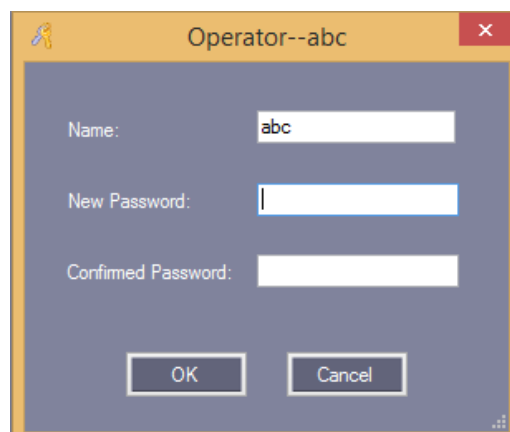 Operator--abc
Name: abc
New Password:
Confirmed Password:
OK Cancel